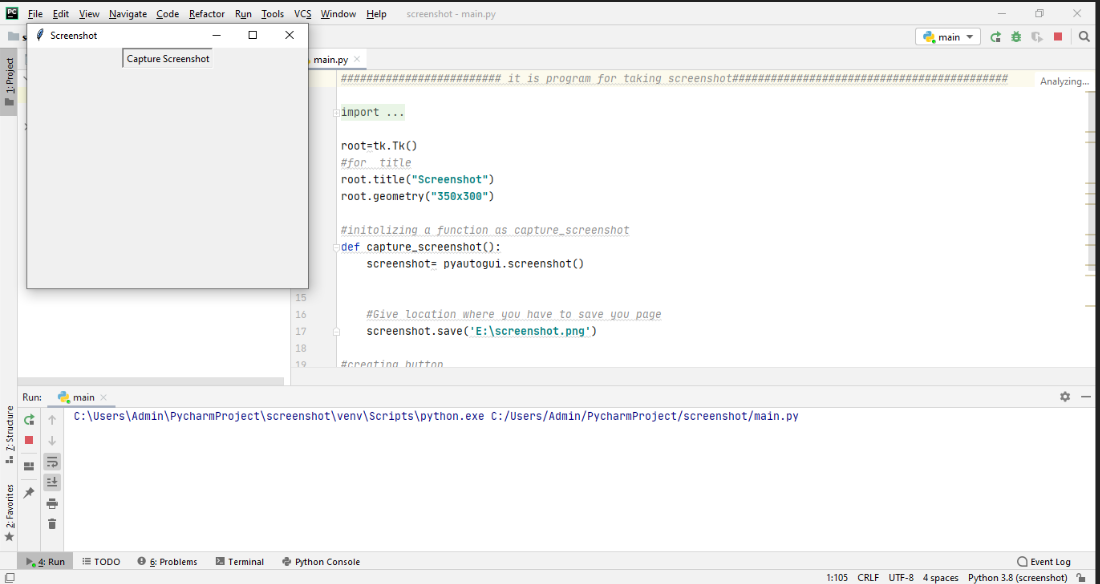 PC File Edit View Navigate Code Refactor Run Tools VCS Window Help screenshot - main.py
Screenshot
main
Capture Screenshot
main.py
1: Project
########################## it is program for taking screenshot###########################################
Analyzing...
import ...
root=tk.Tk()
#for  title
root.title("Screenshot")
root.geometry("350x300")
#initolizing a function as capture_screenshot
def capture_screenshot():
screenshot= pyautogui.screenshot()
15
16 #Give location where you have to save you page
17 screenshot.save('E:\screenshot.png')
18
19 #creating button
Run: main
C:\Users\Admin\PycharmProject\screenshot\venv\Scripts\python.exe C:/Users/Admin/PycharmProject/screenshot/main.py
Z: Structure
2: Favorites
4: Run TODO 6: Problems Terminal Python Console Event Log
1:105 CRLF UTF-8 4 spaces Python 3.8 (screenshot)